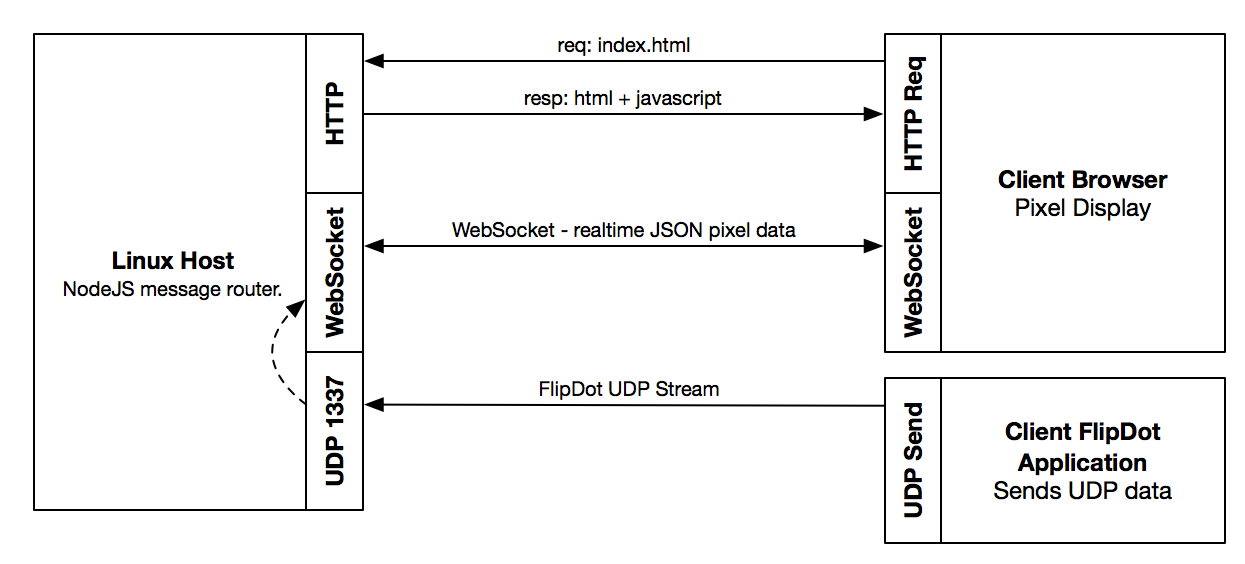 req: index.html
resp: html + javascript
HTTP
HTTP Req
Client Browser
Pixel Display
WebSocket - realtime JSON pixel data
WebSocket
WebSocket
Linux Host
NodeJS message router.
FlipDot UDP Stream
UDP 1337
UDP Send
Client FlipDot
Application
Sends UDP data